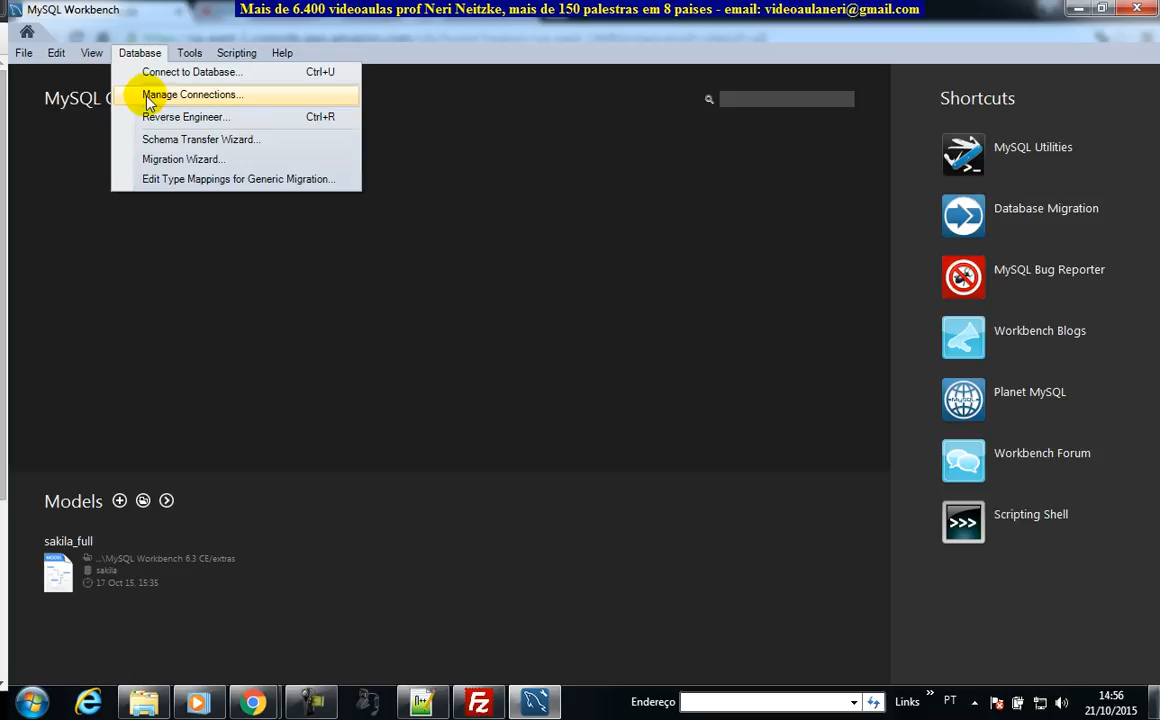 MySQL Workbench
Mais de 6.400 videoaulas prof Neri Neitzke, mais de 150 palestras em 8 paises - email: videoaulaneri@gmail.com
File Edit View Database Tools Scripting Help
Connect to Database... Ctrl+U
Manage Connections...
Reverse Engineer... Ctrl+R
Schema Transfer Wizard...
Migration Wizard...
Edit Type Mappings for Generic Migration...
MySQL
Shortcuts
MySQL Utilities
Database Migration
MySQL Bug Reporter
Workbench Blogs
Planet MySQL
Workbench Forum
>>>
Scripting Shell
Models
sakila_full
MODEL
...\MySQL Workbench 6.3 CE/extras
sakila
17 Oct 15, 15:35
Endereço
Links
PT
14:56
21/10/2015